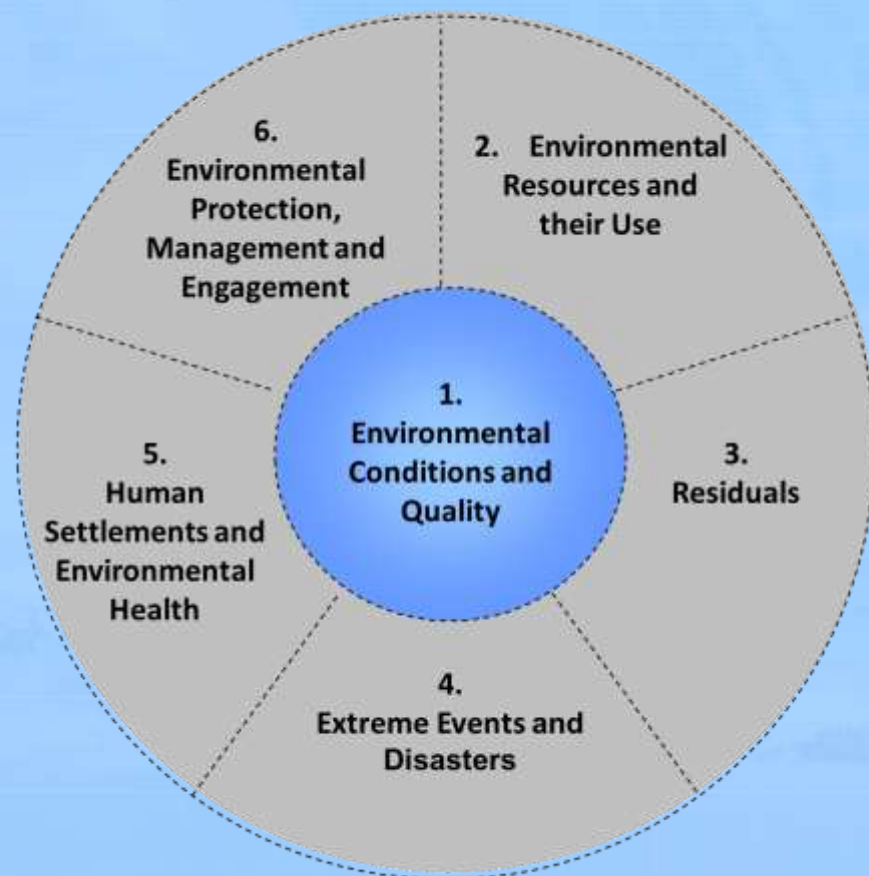 1.
Environmental
Conditions and
Quality
2. Environmental
Resources and
their Use
3.
Residuals
4.
Extreme Events and
Disasters
5.
Human
Settlements and
Environmental
Health
6.
Environmental
Protection,
Management and
Engagement